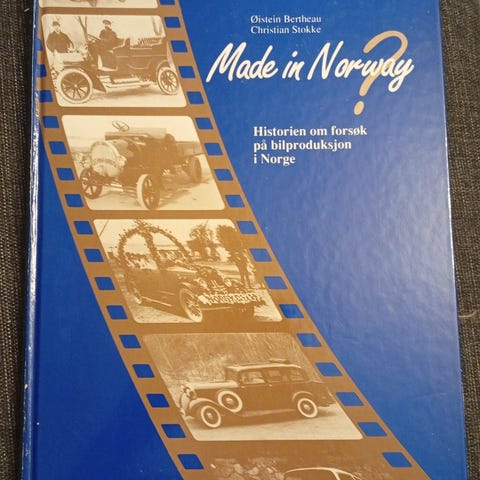 Øistein Bertheau
Christian Stokke
Made in Norway?
Historien om forsøk
på bilproduksjon
i Norge